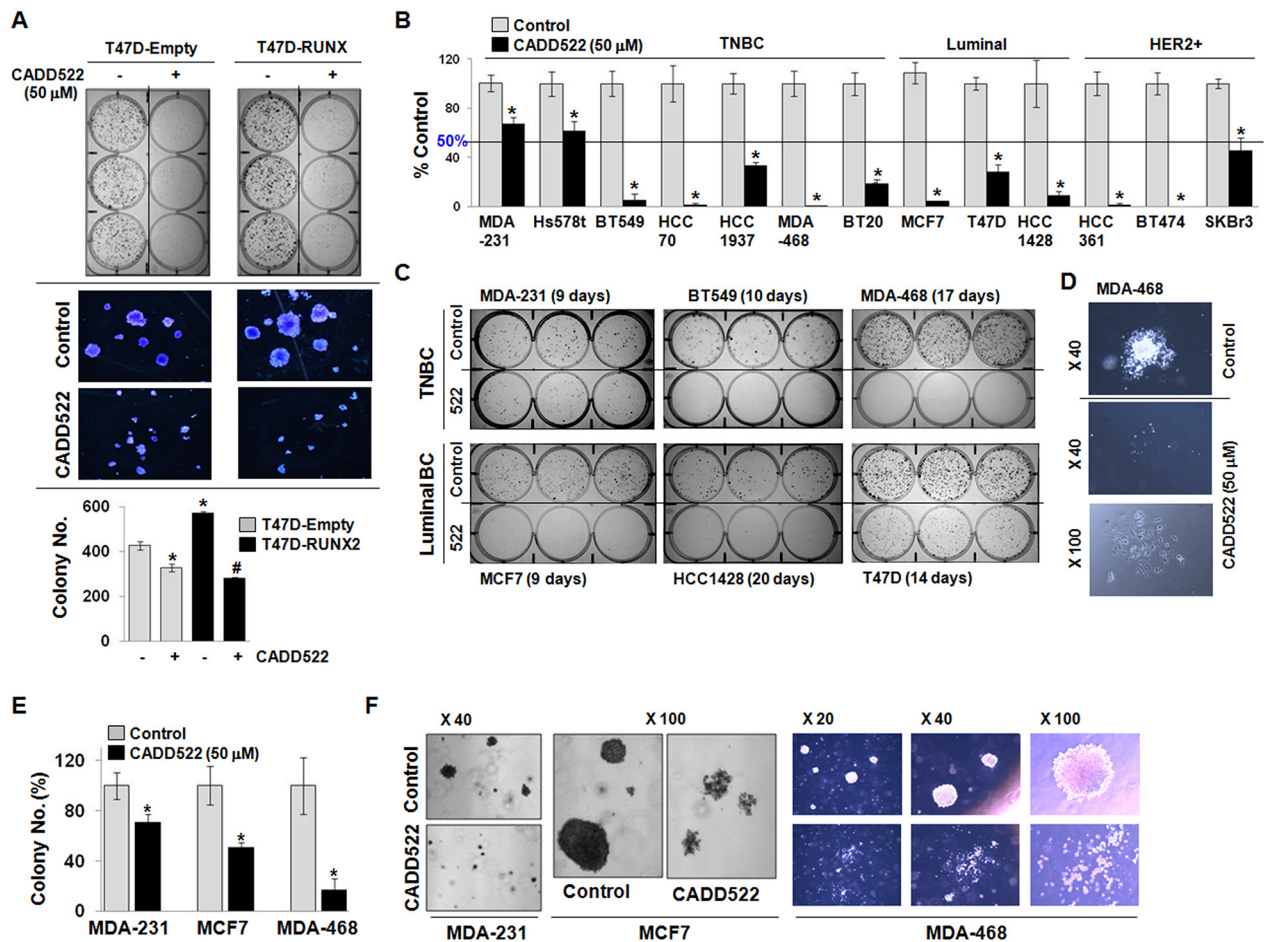 A
T47D-Empty T47D-RUNX
CADD522 - + - +
(50 µM)
Control
CADD522
600
400
200
0
Colony No.
* * #
T47D-Empty
T47D-RUNX2
- + - + CADD522
B
Control
CADD522 (50 µM)
TNBC Luminal HER2+
120
80
50%
40
0
% Control
* * * * * * * * * * * * *
MDA Hs578t BT549 HCC HCC MDA BT20 MCF7 T47D HCC HCC BT474 SKBr3
-231 70 1937 -468 1428 361
C
MDA-231 (9 days) BT549 (10 days) MDA-468 (17 days)
TNBC
Control
522
Luminal BC
Control
522
MCF7 (9 days) HCC1428 (20 days) T47D (14 days)
D
MDA-468
X 40
Control
X 40
X 100
CADD522 (50 µM)
E
Control
CADD522 (50 µM)
120
80
40
0
Colony No. (%)
* * *
MDA-231 MCF7 MDA-468
F
X 40 X 100 X 20 X 40 X 100
Control
CADD522
Control CADD522
MDA-231 MCF7 MDA-468